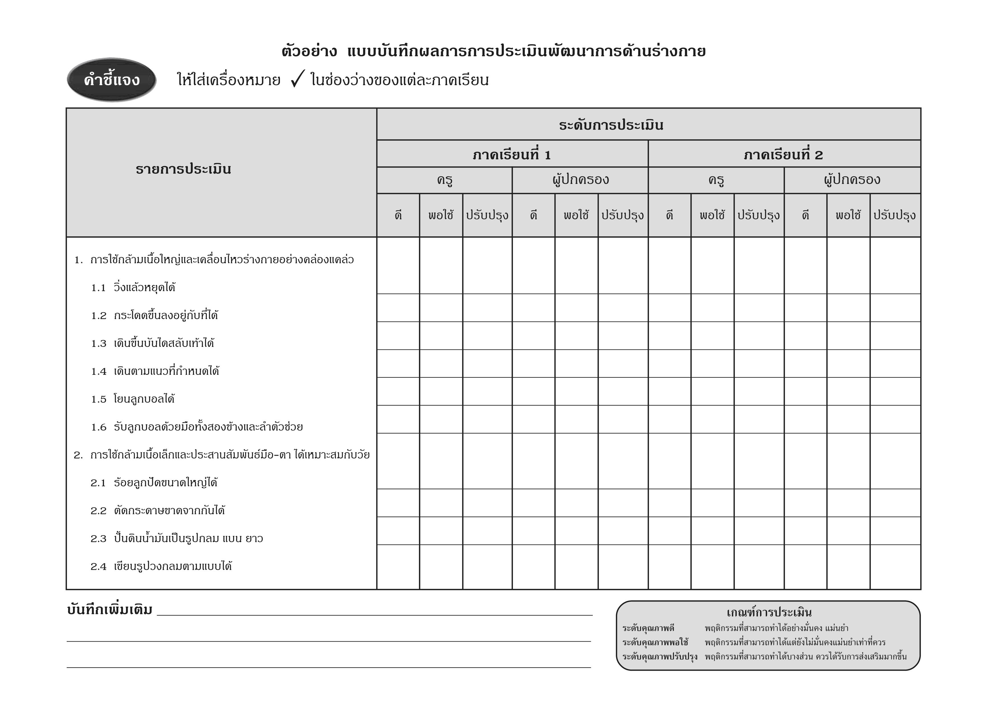 ตัวอย่าง แบบบันทึกผลการการประเมินพัฒนาการด้านร่างกาย
คำชี้แจง ให้ใส่เครื่องหมาย ✓ ในช่องว่างของแต่ละภาคเรียน
รายการประเมิน
ระดับการประเมิน
ภาคเรียนที่ 1 ภาคเรียนที่ 2
ครู ผู้ปกครอง ครู ผู้ปกครอง
ดี พอใช้ ปรับปรุง ดี พอใช้ ปรับปรุง ดี พอใช้ ปรับปรุง ดี พอใช้ ปรับปรุง
1. การใช้กล้ามเนื้อใหญ่และเคลื่อนไหวร่างกายอย่างคล่องแคล่ว
1.1 วิ่งแล้วหยุดได้
1.2 กระโดดขึ้นลงอยู่กับที่ได้
1.3 เดินขึ้นบันไดสลับเท้าได้
1.4 เดินตามแนวที่กำหนดได้
1.5 โยนลูกบอลได้
1.6 รับลูกบอลด้วยมือทั้งสองข้างและลำตัวช่วย
2. การใช้กล้ามเนื้อเล็กและประสานสัมพันธ์มือ-ตา ได้เหมาะสมกับวัย
2.1 ร้อยลูกปัดขนาดใหญ่ได้
2.2 ตัดกระดาษขาดจากกันได้
2.3 ปั้นดินน้ำมันเป็นรูปกลม แบน ยาว
2.4 เขียนรูปวงกลมตามแบบได้
บันทึกเพิ่มเติม
เกณฑ์การประเมิน
ระดับคุณภาพดี พฤติกรรมที่สามารถทำได้อย่างมั่นคง แม่นยำ
ระดับคุณภาพพอใช้ พฤติกรรมที่สามารถทำได้แต่ยังไม่มั่นคงแม่นยำเท่าที่ควร
ระดับคุณภาพปรับปรุง พฤติกรรมที่สามารถทำได้บางส่วน ควรได้รับการส่งเสริมมากขึ้น